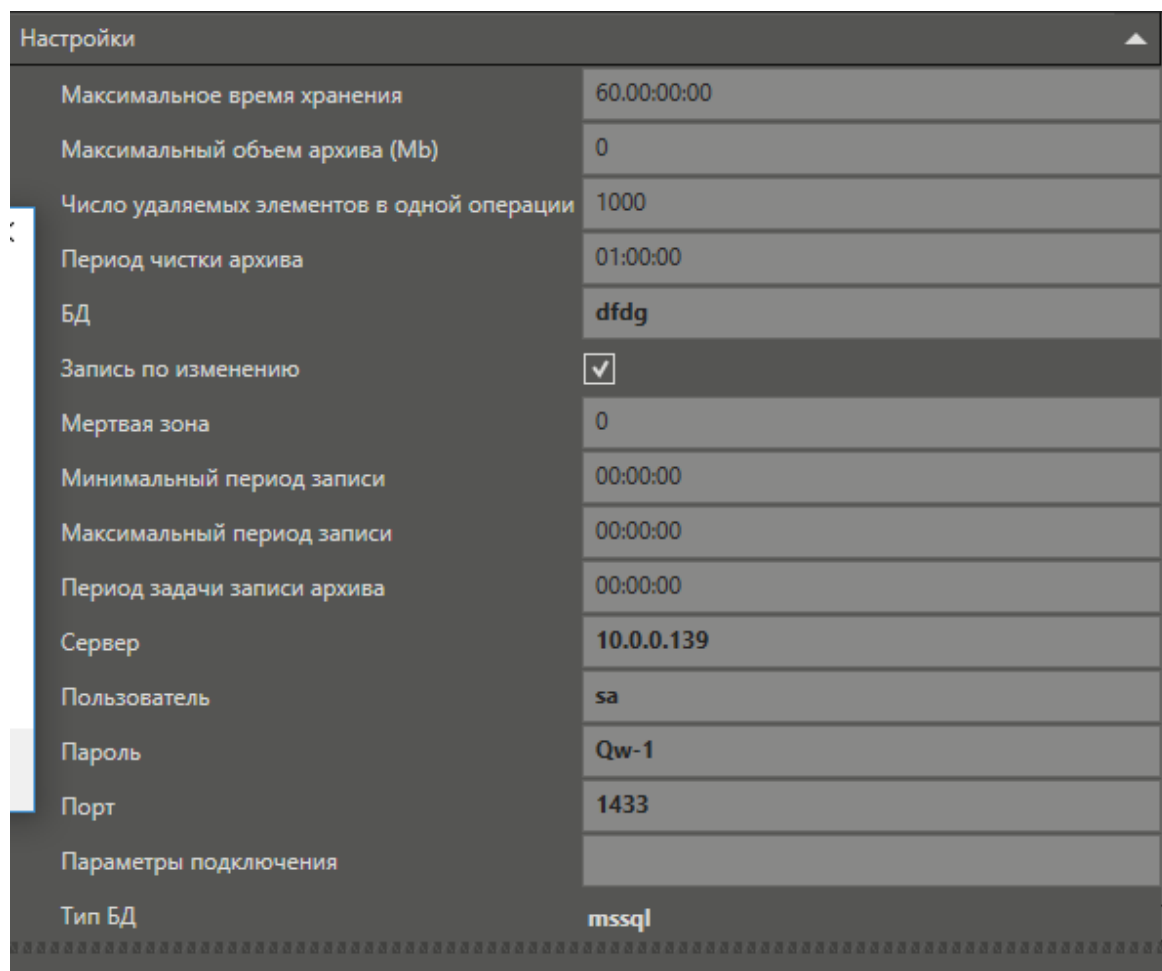 Настройки
Максимальное время хранения 60.00:00:00
Максимальный объем архива (Mb) 0
Число удаляемых элементов в одной операции 1000
Период чистки архива 01:00:00
БД dfdg
Запись по изменению
Мертвая зона 0
Минимальный период записи 00:00:00
Максимальный период записи 00:00:00
Период задачи записи архива 00:00:00
Сервер 10.0.0.139
Пользователь sa
Пароль Qw-1
Порт 1433
Параметры подключения
Тип БД mssql